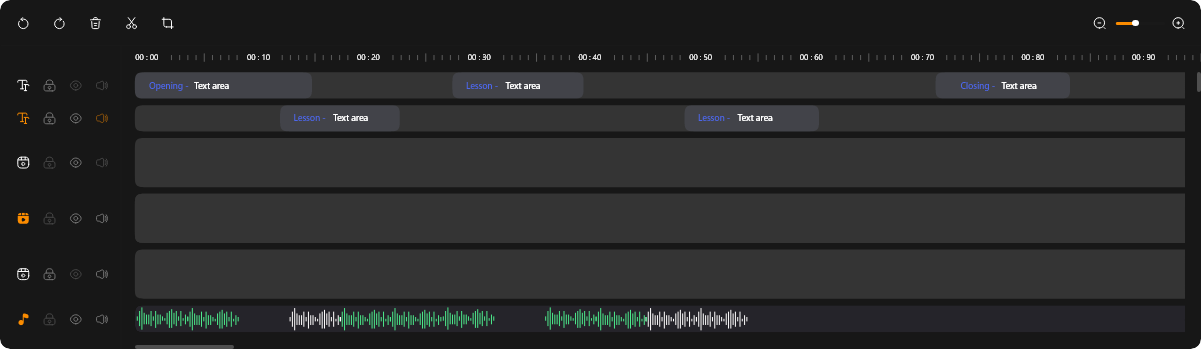 00:00 00:10 00:20 00:30 00:40 00:50 00:60 00:70 00:80 00:90
Opening - Text area Lesson - Text area Closing - Text area
Lesson - Text area Lesson - Text area